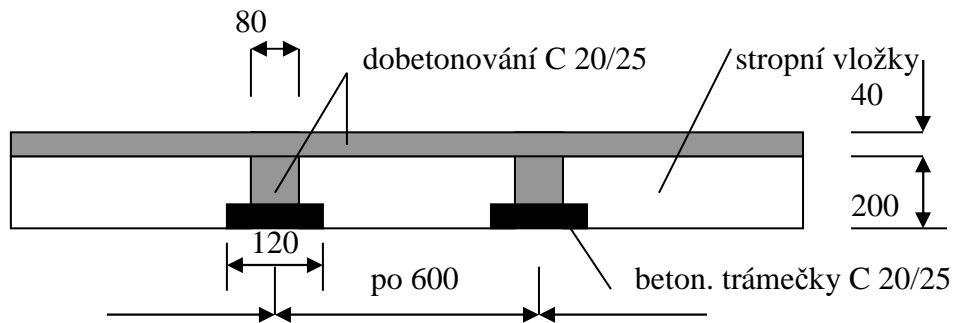 80
dobetonování C 20/25
stropní vložky
40
200
120
po 600
beton. trámečky C 20/25